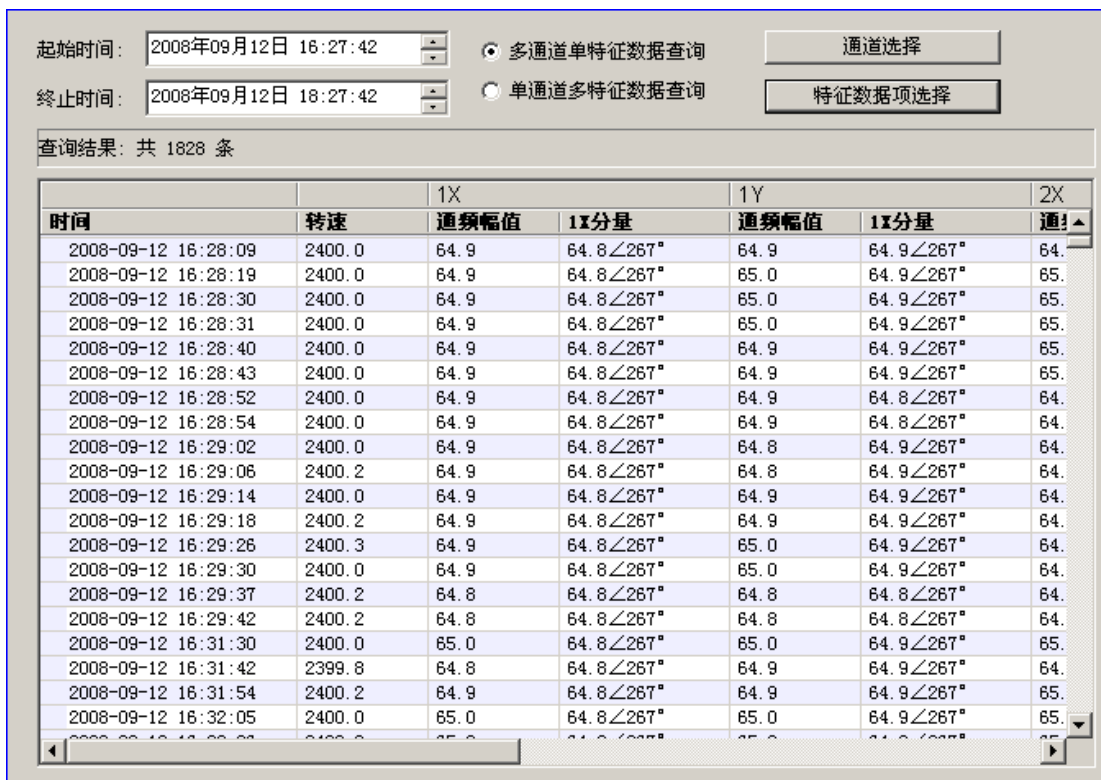 起始时间: 2008年09月12日 16:27:42 多通道单特征数据查询 通道选择
终止时间: 2008年09月12日 18:27:42 单通道多特征数据查询 特征数据项选择
查询结果: 共 1828 条
1X 1Y 2X
时间 转速 通频幅值 1X分量 通频幅值 1X分量
2008-09-12 16:28:09 2400.0 64.9 64.8∠267° 64.9 64.9∠267° 64.
2008-09-12 16:28:19 2400.0 64.9 64.8∠267° 65.0 64.9∠267° 65.
2008-09-12 16:28:30 2400.0 64.9 64.8∠267° 65.0 64.9∠267° 65.
2008-09-12 16:28:31 2400.0 64.9 64.8∠267° 65.0 64.9∠267° 65.
2008-09-12 16:28:40 2400.0 64.9 64.8∠267° 64.9 64.9∠267° 65.
2008-09-12 16:28:43 2400.0 64.9 64.8∠267° 64.9 64.9∠267° 65.
2008-09-12 16:28:52 2400.0 64.9 64.8∠267° 64.9 64.9∠267° 64.
2008-09-12 16:28:54 2400.0 64.9 64.8∠267° 64.9 64.8∠267° 64.
2008-09-12 16:29:02 2400.0 64.9 64.8∠267° 64.8 64.9∠267° 64.
2008-09-12 16:29:06 2400.2 64.9 64.8∠267° 64.8 64.8∠267° 64.
2008-09-12 16:29:14 2400.0 64.9 64.8∠267° 64.9 64.8∠267° 64.
2008-09-12 16:29:18 2400.2 64.9 64.8∠267° 64.9 64.9∠267° 64.
2008-09-12 16:29:26 2400.3 64.9 64.8∠267° 65.0 64.9∠267° 64.
2008-09-12 16:29:30 2400.0 64.9 64.8∠267° 65.0 64.9∠267° 64.
2008-09-12 16:29:37 2400.2 64.8 64.8∠267° 64.8 64.8∠267° 64.
2008-09-12 16:29:42 2400.2 64.8 64.8∠267° 64.8 64.8∠267° 64.
2008-09-12 16:31:30 2400.0 65.0 64.8∠267° 65.0 64.9∠267° 65.
2008-09-12 16:31:42 2399.8 64.8 64.8∠267° 64.9 64.9∠267° 64.
2008-09-12 16:31:54 2400.2 64.9 64.8∠267° 64.9 64.9∠267° 65.
2008-09-12 16:32:05 2400.0 65.0 64.8∠267° 65.0 64.9∠267° 65.